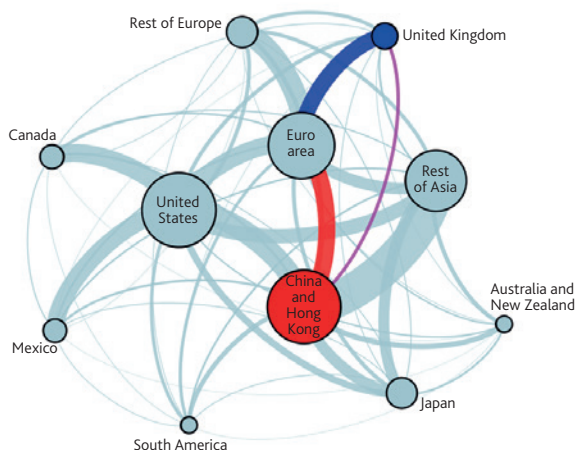 Rest of Europe
United Kingdom
Canada
Euro
area
Rest
of Asia
United
States
China
and
Hong
Kong
Australia and
New Zealand
Mexico
Japan
South America